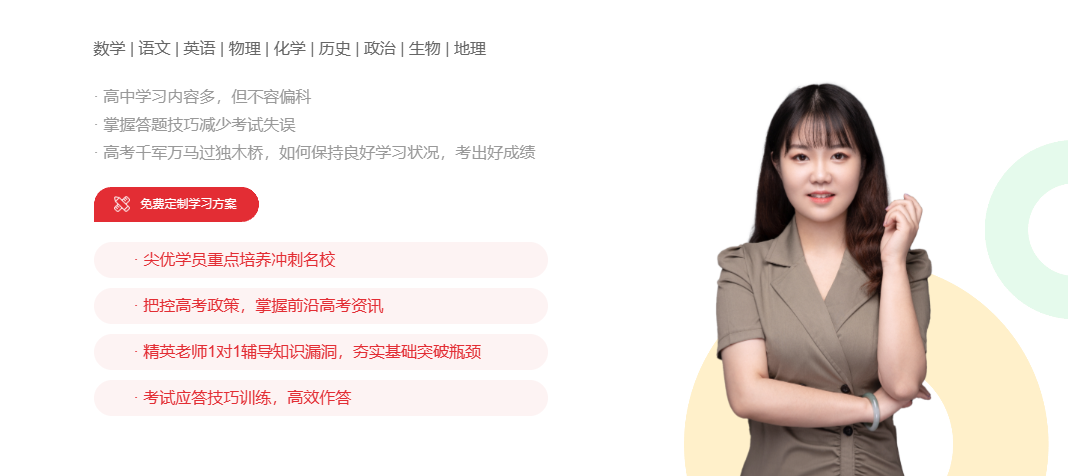 数学 | 语文 | 英语 | 物理 | 化学 | 历史 | 政治 | 生物 | 地理
· 高中学习内容多，但不容偏科
· 掌握答题技巧减少考试失误
· 高考千军万马过独木桥，如何保持良好学习状况，考出好成绩
免费定制学习方案
· 尖优学员重点培养冲刺名校
· 把控高考政策，掌握前沿高考资讯
· 精英老师1对1辅导知识漏洞，夯实基础突破瓶颈
· 考试应答技巧训练，高效作答